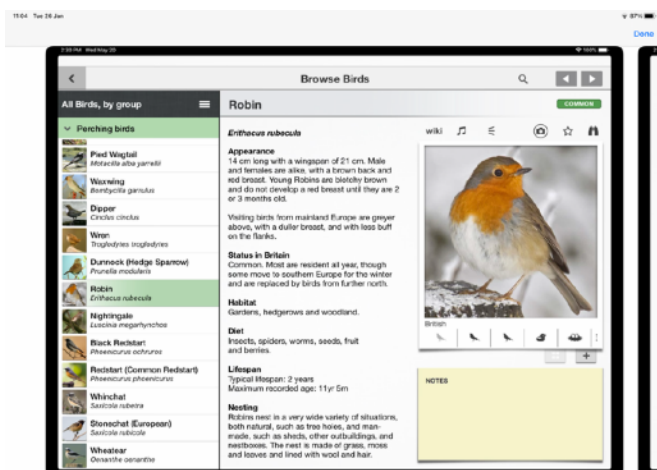 11:04 Tue 26 Jan
87%
Done
2:35 PM Wed May 20
100%
Browse Birds
All Birds, by group
Robin
COMMON
Perching birds
Pied Wagtail
Motacilla alba yarrellii
Waxwing
Bombycilla garrulus
Dipper
Cinclus cinclus
Wren
Troglodytes troglodytes
Dunnock (Hedge Sparrow)
Prunella modularis
Robin
Erithacus rubecula
Nightingale
Luscinia megarhynchos
Black Redstart
Phoenicurus ochruros
Redstart (Common Redstart)
Phoenicurus phoenicurus
Whinchat
Saxicola rubetra
Stonechat (European)
Saxicola rubicola
Wheatear
Oenanthe oenanthe
Erithacus rubecula
Appearance
14 cm long with a wingspan of 21 cm. Male
and females are alike, with a brown back and
red breast. Young Robins are blotchy brown
and do not develop a red breast until they are 2
or 3 months old.
Visiting birds from mainland Europe are greyer
above, with a duller breast, and with less buff
on the flanks.
Status in Britain
Common. Most are resident all year, though
some move to southern Europe for the winter
and are replaced by birds from further north.
Habitat
Gardens, hedgerows and woodland.
Diet
Insects, spiders, worms, seeds, fruit
and berries.
Lifespan
Typical lifespan: 2 years
Maximum recorded age: 11yr 5m
Nesting
Robins nest in a very wide variety of situations,
both natural, such as tree holes, and man-
made, such as sheds, other outbuildings, and
nestboxes. The nest is made of grass, moss
and leaves and lined with wool and hair.
wiki
British
NOTES